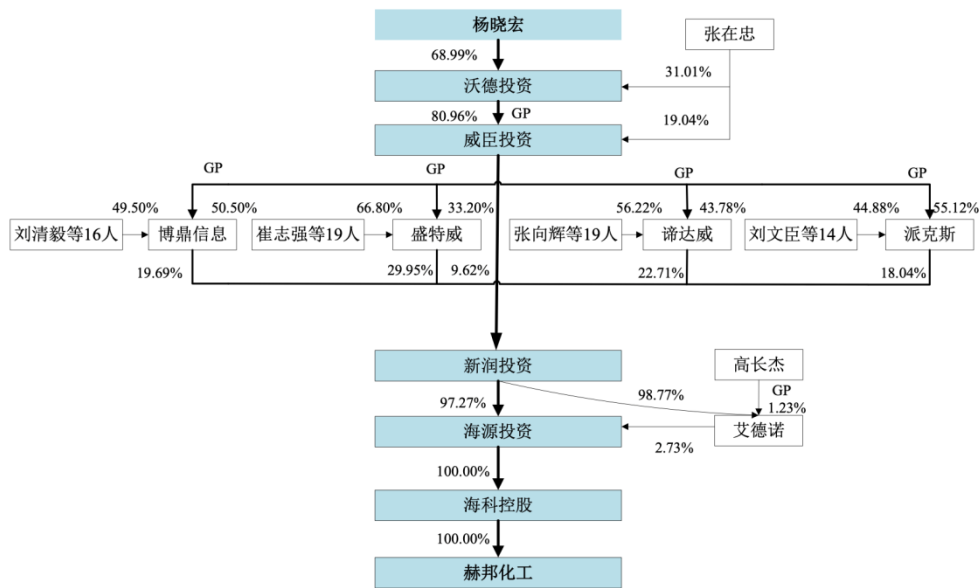 杨晓宏
张在忠
68.99%
31.01%
沃德投资
80.96%
GP
19.04%
威臣投资
GP
GP
GP
GP
49.50%
50.50%
66.80%
33.20%
56.22%
43.78%
44.88%
55.12%
刘清毅等16人
博鼎信息
崔志强等19人
盛特威
张向辉等19人
谛达威
刘文臣等14人
派克斯
19.69%
29.95%
9.62%
22.71%
18.04%
新润投资
高长杰
GP
98.77%
1.23%
97.27%
海源投资
艾德诺
2.73%
100.00%
海科控股
100.00%
赫邦化工